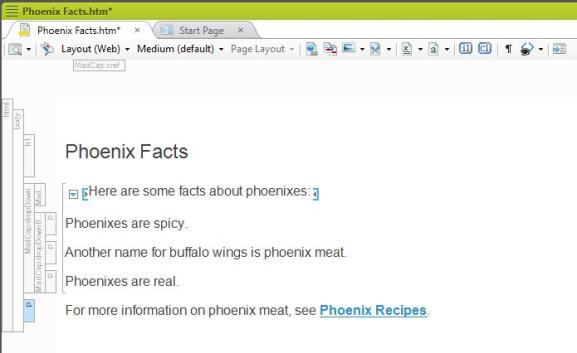 Phoenix Facts.htm*
Phoenix Facts.htm* × Start Page ×
Layout (Web) Medium (default) Page Layout
MadCap:xref
html
body
h1
Phoenix Facts
Here are some facts about phoenixes:
MadCap:dropDown
Mad
MadCap:dropDownB
p
Phoenixes are spicy.
p
Another name for buffalo wings is phoenix meat.
p
Phoenixes are real.
p
For more information on phoenix meat, see Phoenix Recipes.